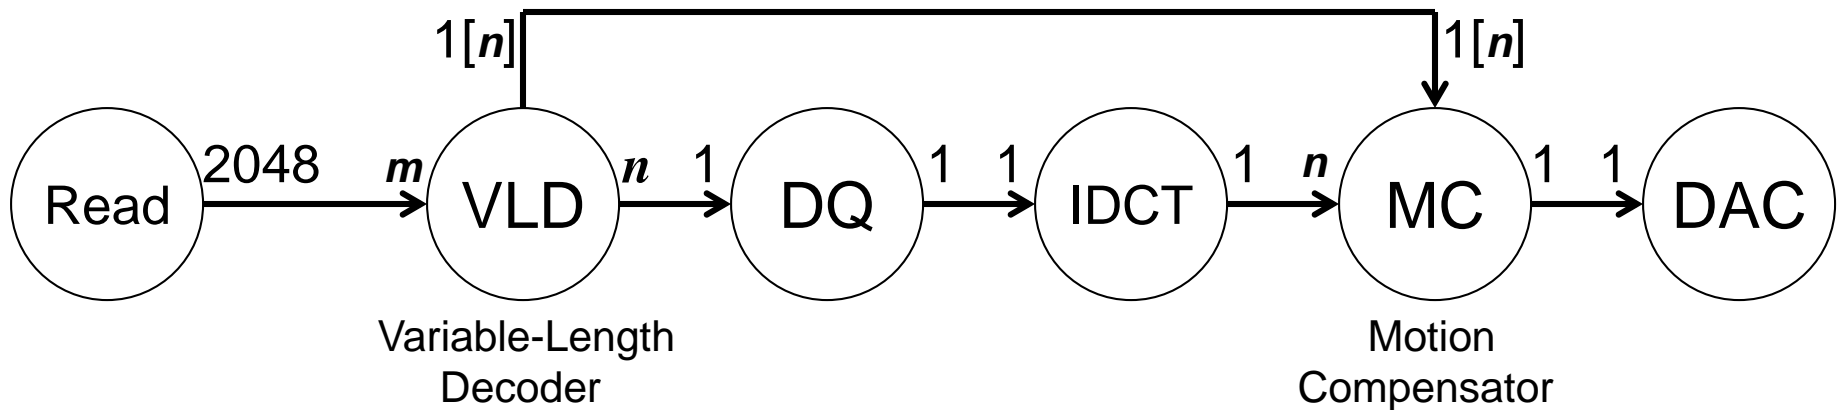 1[n] 1[n]
2048 m n 1 1 1 1 n 1 1
Read VLD DQ IDCT MC DAC
Variable-Length
Decoder
Motion
Compensator